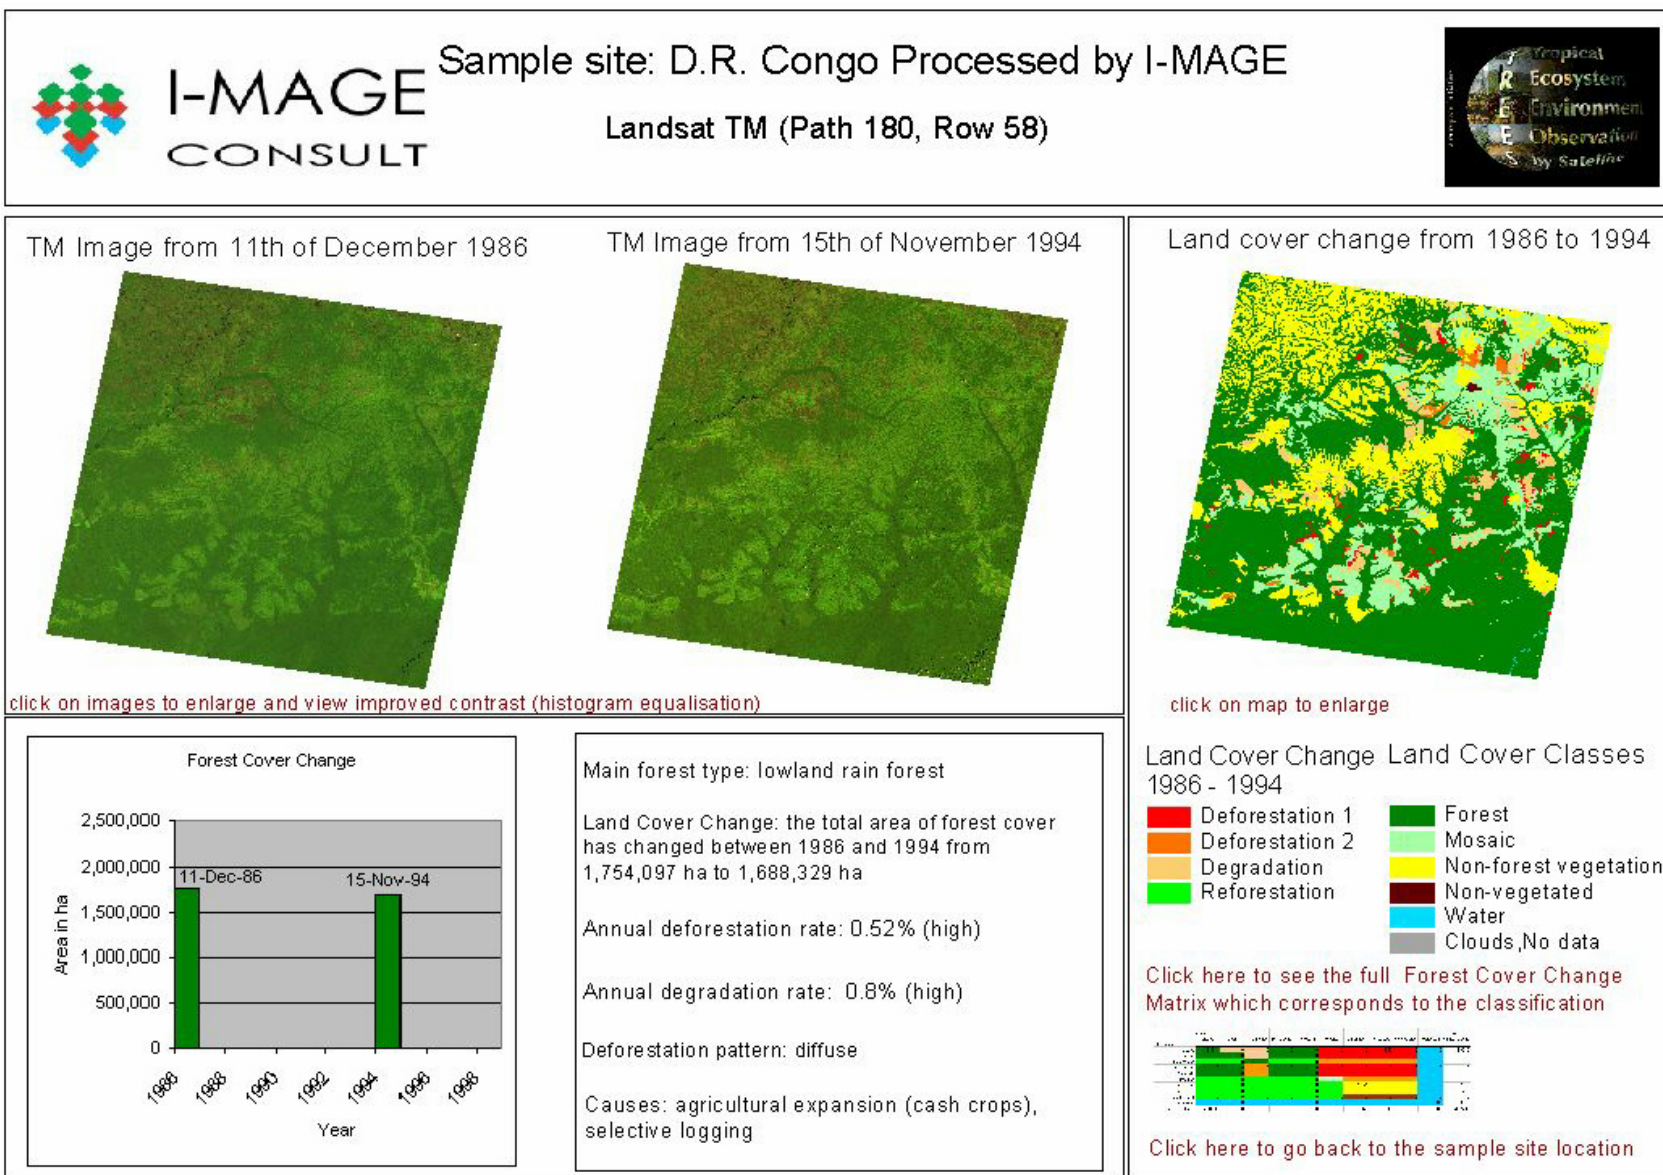 I-MAGE
CONSULT
Sample site: D.R. Congo Processed by I-MAGE
Landsat TM (Path 180, Row 58)
Tropical
Ecosystem
Environment
Observation
by Satellite
TREES
TM Image from 11th of December 1986
TM Image from 15th of November 1994
click on images to enlarge and view improved contrast (histogram equalisation)
Land cover change from 1986 to 1994
click on map to enlarge
Forest Cover Change
Area in ha
2,500,000
2,000,000
1,500,000
1,000,000
500,000
0
11-Dec-86
15-Nov-94
1986
1988
1990
1992
1994
1996
1998
Year
Main forest type: lowland rain forest
Land Cover Change: the total area of forest cover
has changed between 1986 and 1994 from
1,754,097 ha to 1,688,329 ha
Annual deforestation rate: 0.52% (high)
Annual degradation rate: 0.8% (high)
Deforestation pattern: diffuse
Causes: agricultural expansion (cash crops),
selective logging
Land Cover Change
1986 - 1994
Deforestation 1
Deforestation 2
Degradation
Reforestation
Land Cover Classes
Forest
Mosaic
Non-forest vegetation
Non-vegetated
Water
Clouds,No data
Click here to see the full Forest Cover Change
Matrix which corresponds to the classification
Click here to go back to the sample site location